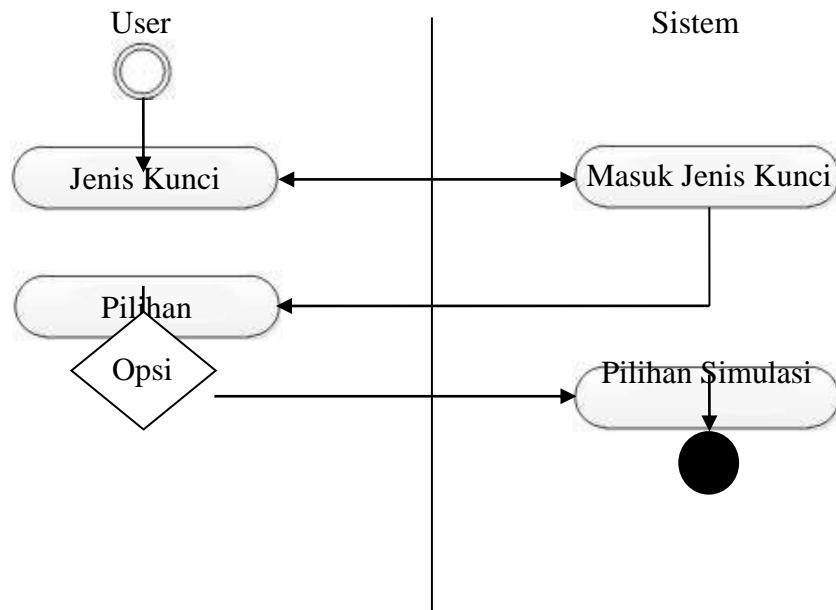 User
Sistem
Jenis Kunci
Masuk Jenis Kunci
Pilihan
Opsi
Pilihan Simulasi